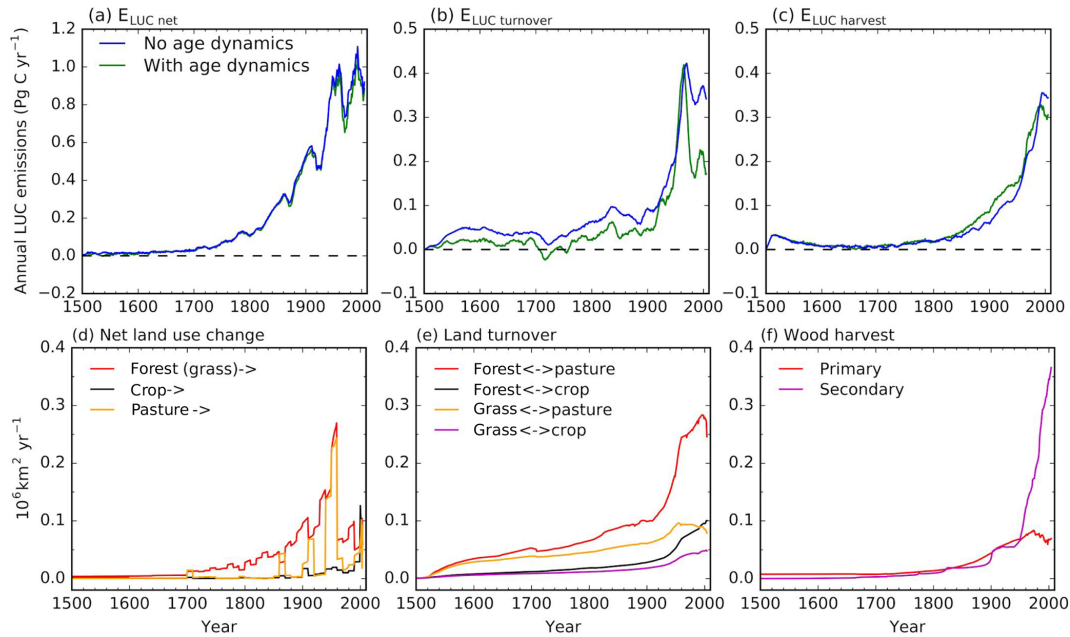 (a) E_LUC net
(b) E_LUC turnover
(c) E_LUC harvest
Annual LUC emissions (Pg C yr⁻¹)
1.2
1.0
0.8
0.6
0.4
0.2
0.0
−0.2
No age dynamics
With age dynamics
0.5
0.4
0.3
0.2
0.1
0.0
−0.1
0.5
0.4
0.3
0.2
0.1
0.0
−0.1
1500 1600 1700 1800 1900 2000
1500 1600 1700 1800 1900 2000
1500 1600 1700 1800 1900 2000
(d) Net land use change
(e) Land turnover
(f) Wood harvest
10⁶km² yr⁻¹
0.4
0.3
0.2
0.1
0.0
Forest (grass)->
Crop->
Pasture ->
0.4
0.3
0.2
0.1
0.0
Forest<->pasture
Forest<->crop
Grass<->pasture
Grass<->crop
0.4
0.3
0.2
0.1
0.0
Primary
Secondary
1500 1600 1700 1800 1900 2000
1500 1600 1700 1800 1900 2000
1500 1600 1700 1800 1900 2000
Year
Year
Year